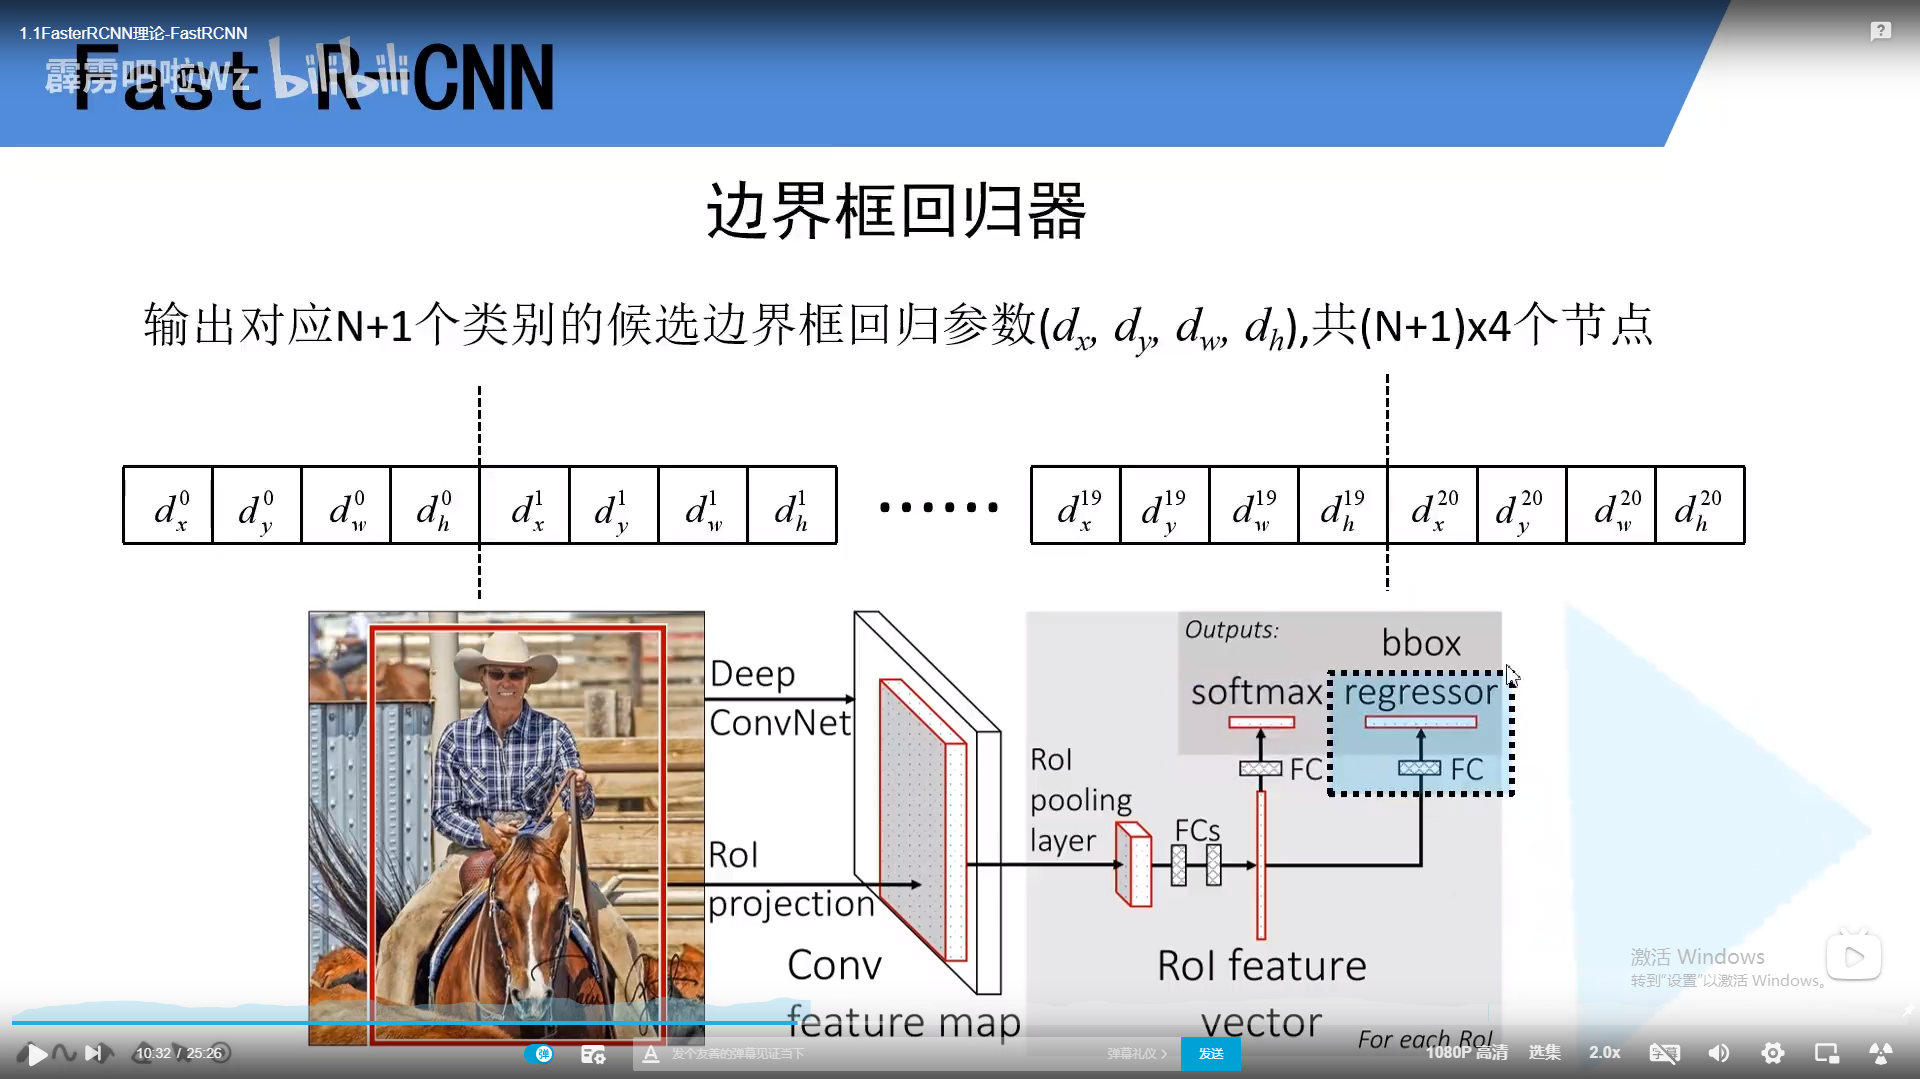 1.1FasterRCNN理论-FastRCNN
Fast R-CNN
霹雳吧啦Wz bilibili
边界框回归器
输出对应N+1个类别的候选边界框回归参数(d_x, d_y, d_w, d_h),共(N+1)x4个节点
d_x^0 d_y^0 d_w^0 d_h^0 d_x^1 d_y^1 d_w^1 d_h^1 ······ d_x^19 d_y^19 d_w^19 d_h^19 d_x^20 d_y^20 d_w^20 d_h^20
Deep
ConvNet
RoI
projection
Conv
feature map
RoI
pooling
layer
FCs
Outputs:
softmax
FC
bbox
regressor
FC
RoI feature
vector
For each RoI
激活 Windows
转到“设置”以激活 Windows。
10:32 / 25:26
弹
A 发个友善的弹幕见证当下
弹幕礼仪 >
发送
1080P 高清
选集
2.0x
字幕